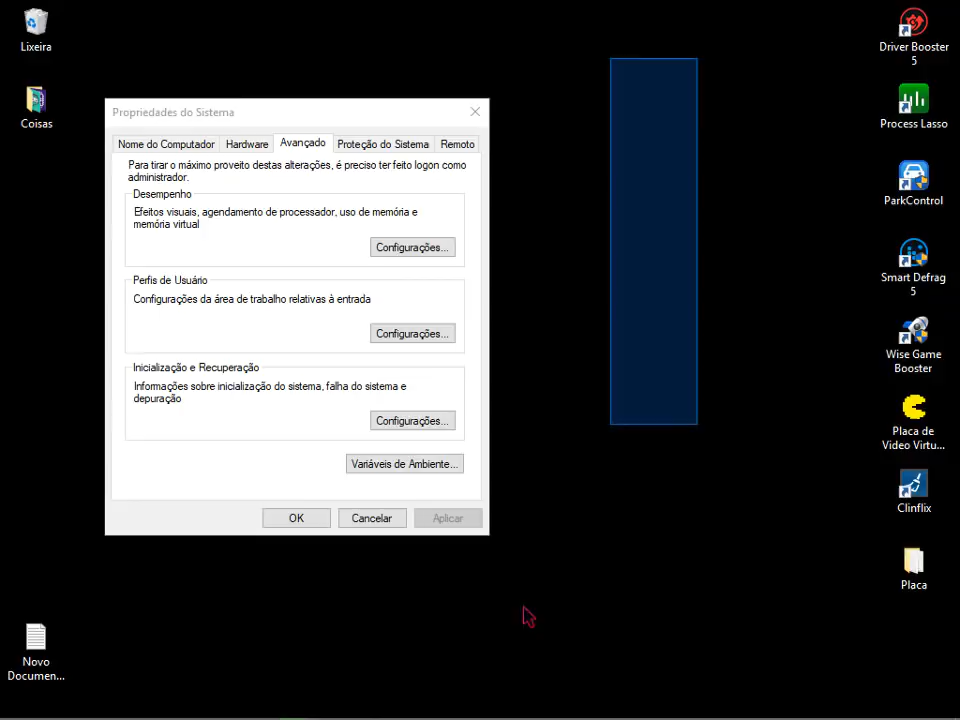 Lixeira
Coisas
Novo
Documen...
Propriedades do Sistema
Nome do Computador
Hardware
Avançado
Proteção do Sistema
Remoto
Para tirar o máximo proveito destas alterações, é preciso ter feito logon como
administrador.
Desempenho
Efeitos visuais, agendamento de processador, uso de memória e
memória virtual
Configurações...
Perfis de Usuário
Configurações da área de trabalho relativas à entrada
Configurações...
Inicialização e Recuperação
Informações sobre inicialização do sistema, falha do sistema e
depuração
Configurações...
Variáveis de Ambiente...
OK
Cancelar
Aplicar
Driver Booster
5
Process Lasso
ParkControl
Smart Defrag
5
Wise Game
Booster
Placa de
Video Virtu...
Clinflix
Placa